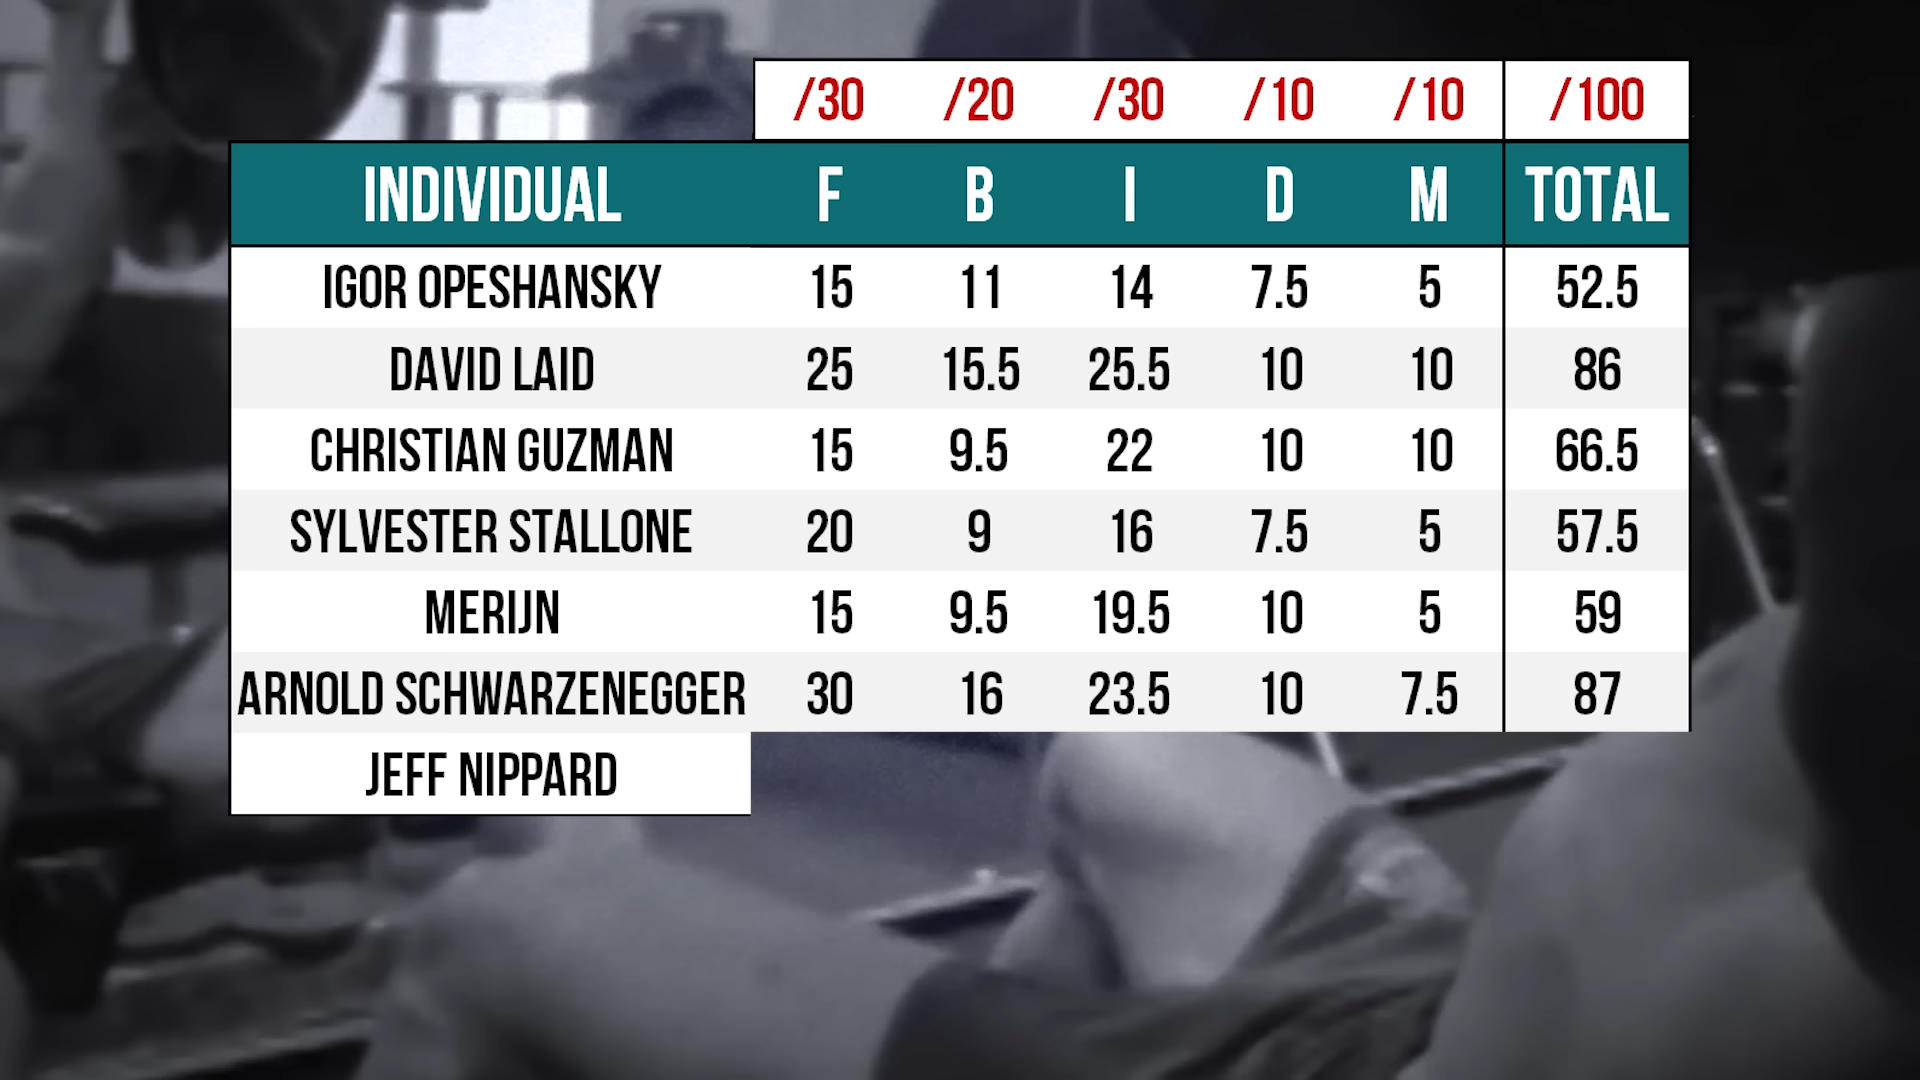 /30 /20 /30 /10 /10 /100
INDIVIDUAL F B I D M TOTAL
IGOR OPESHANSKY 15 11 14 7.5 5 52.5
DAVID LAID 25 15.5 25.5 10 10 86
CHRISTIAN GUZMAN 15 9.5 22 10 10 66.5
SYLVESTER STALLONE 20 9 16 7.5 5 57.5
MERIJN 15 9.5 19.5 10 5 59
ARNOLD SCHWARZENEGGER 30 16 23.5 10 7.5 87
JEFF NIPPARD